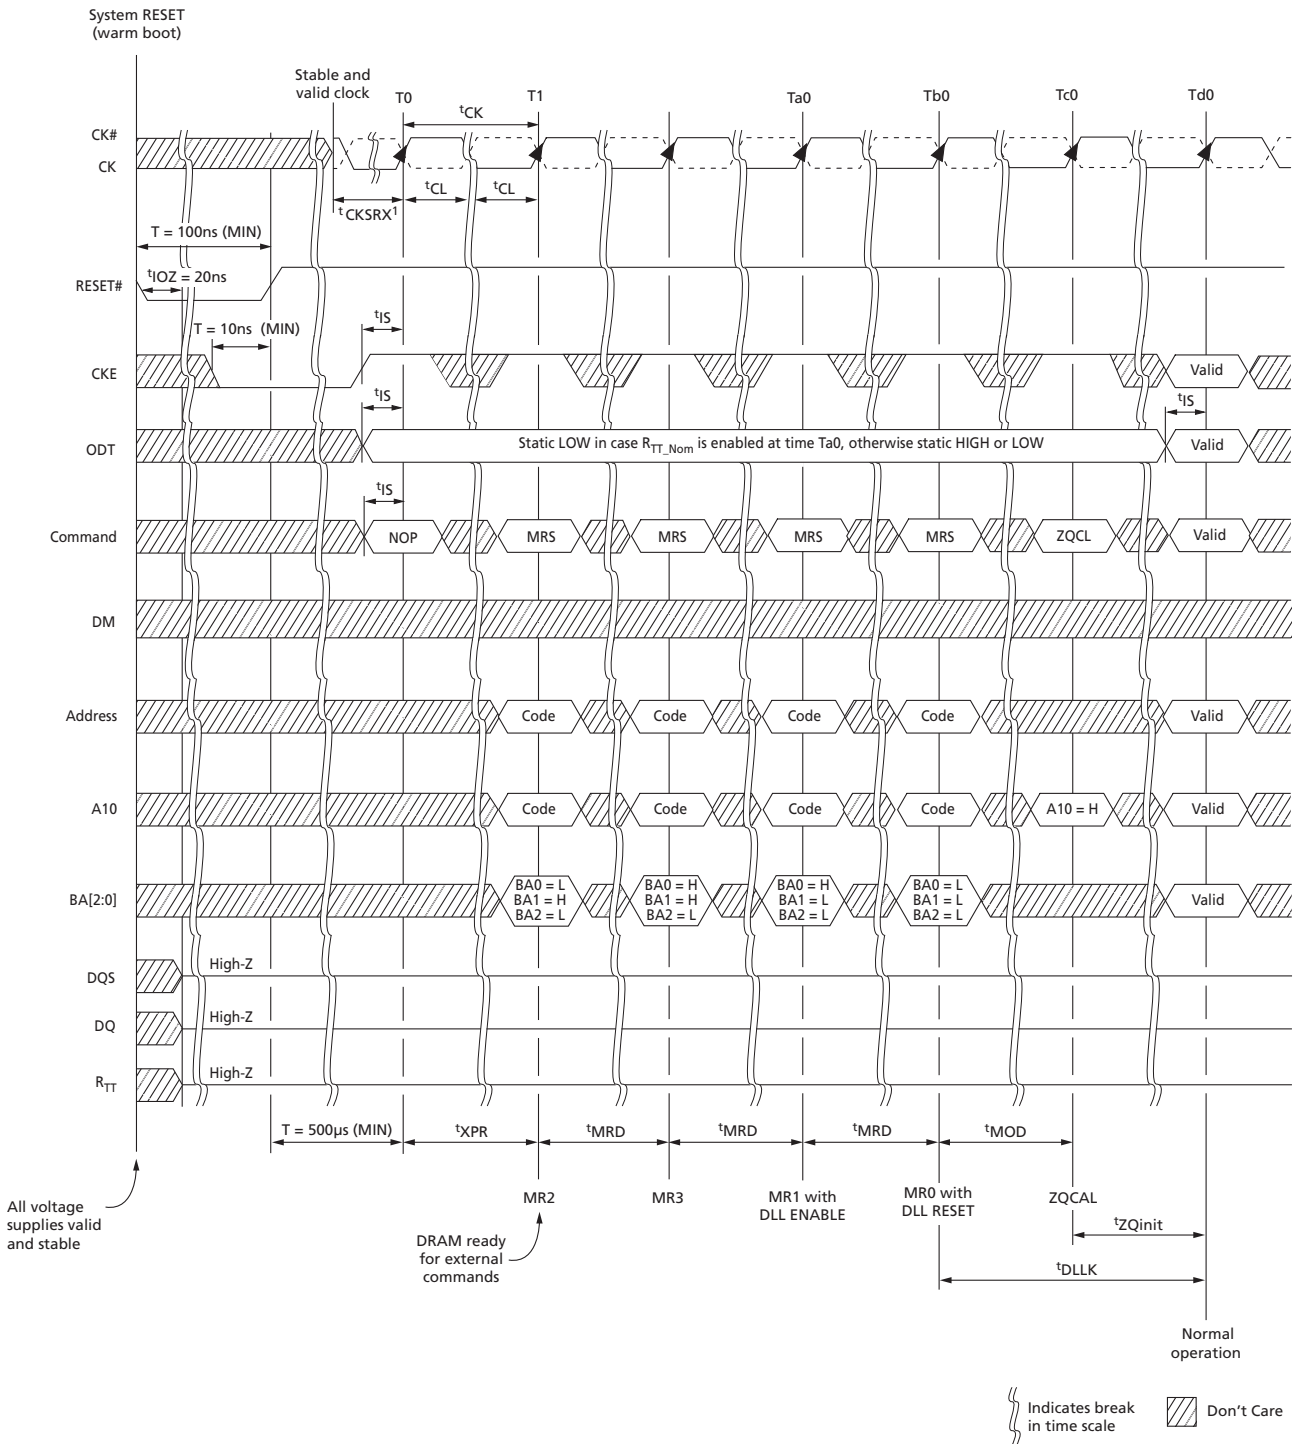 System RESET
(warm boot)
Stable and
valid clock
T0
T1
Ta0
Tb0
Tc0
Td0
tCK
CK#
CK
tCKSRX1
tCL
tCL
T = 100ns (MIN)
tIOZ = 20ns
RESET#
T = 10ns (MIN)
tIS
CKE
Valid
tIS
tIS
ODT
Static LOW in case RTT_Nom is enabled at time Ta0, otherwise static HIGH or LOW
Valid
tIS
Command
NOP
MRS
MRS
MRS
MRS
ZQCL
Valid
DM
Address
Code
Code
Code
Code
Valid
A10
Code
Code
Code
Code
A10 = H
Valid
BA[2:0]
BA0 = L
BA1 = H
BA2 = L
BA0 = H
BA1 = H
BA2 = L
BA0 = H
BA1 = L
BA2 = L
BA0 = L
BA1 = L
BA2 = L
Valid
DQS
High-Z
DQ
High-Z
RTT
High-Z
T = 500μs (MIN)
tXPR
tMRD
tMRD
tMRD
tMOD
All voltage
supplies valid
and stable
MR2
MR3
MR1 with
DLL ENABLE
MR0 with
DLL RESET
ZQCAL
DRAM ready
for external
commands
tZQinit
tDLLK
Normal
operation
Indicates break
in time scale
Don't Care